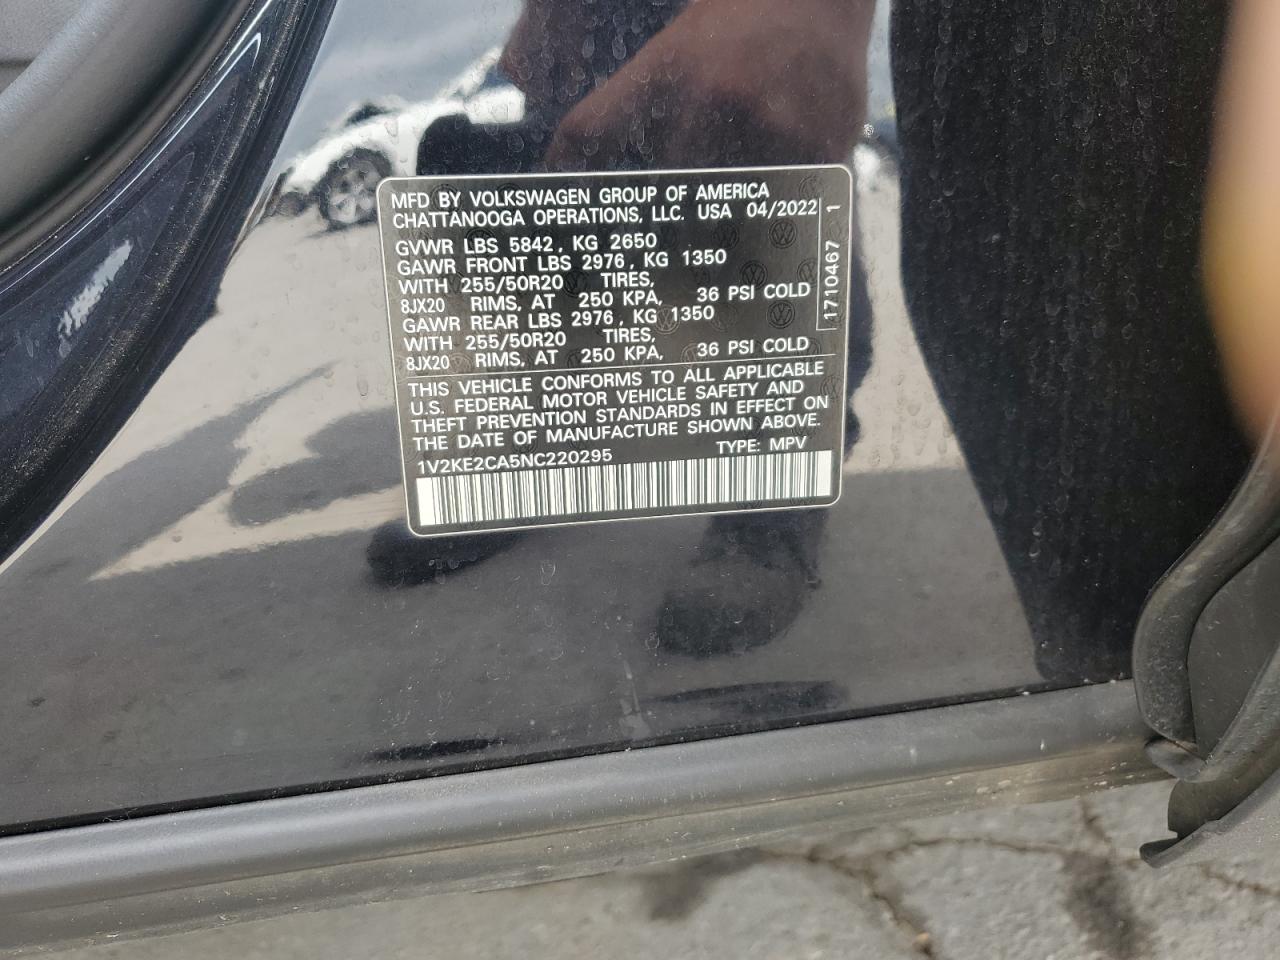 MFD BY VOLKSWAGEN GROUP OF AMERICA
CHATTANOOGA OPERATIONS, LLC. USA 04/2022
GVWR LBS 5842, KG 2650
GAWR FRONT LBS 2976, KG 1350
WITH 255/50R20 TIRES,
8JX20 RIMS, AT 250 KPA, 36 PSI COLD
GAWR REAR LBS 2976, KG 1350
WITH 255/50R20 TIRES,
8JX20 RIMS, AT 250 KPA, 36 PSI COLD
1710467 1
THIS VEHICLE CONFORMS TO ALL APPLICABLE
U.S. FEDERAL MOTOR VEHICLE SAFETY AND
THEFT PREVENTION STANDARDS IN EFFECT ON
THE DATE OF MANUFACTURE SHOWN ABOVE.
1V2KE2CA5NC220295 TYPE: MPV